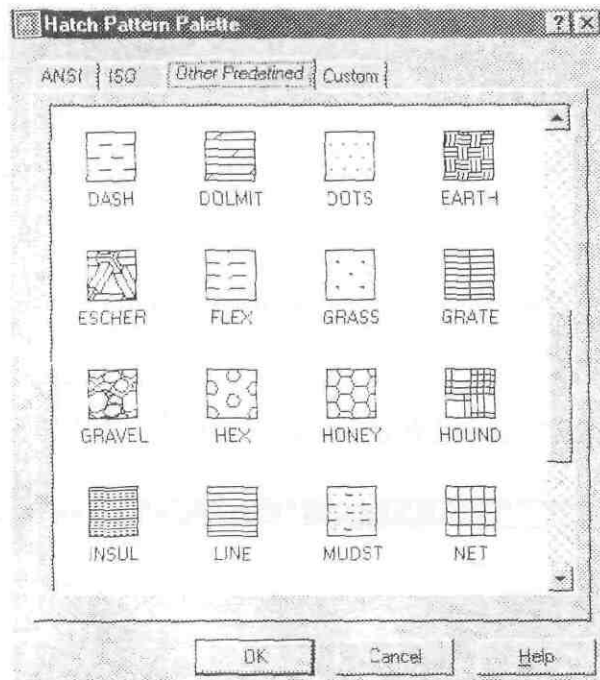 Hatch Pattern Palette
ANSI ISO Other Predefined Custom
DASH DOLMIT DOTS EARTH
ESCHER FLEX GRASS GRATE
GRAVEL HEX HONEY HOUND
INSUL LINE MUDST NET
OK Cancel Help